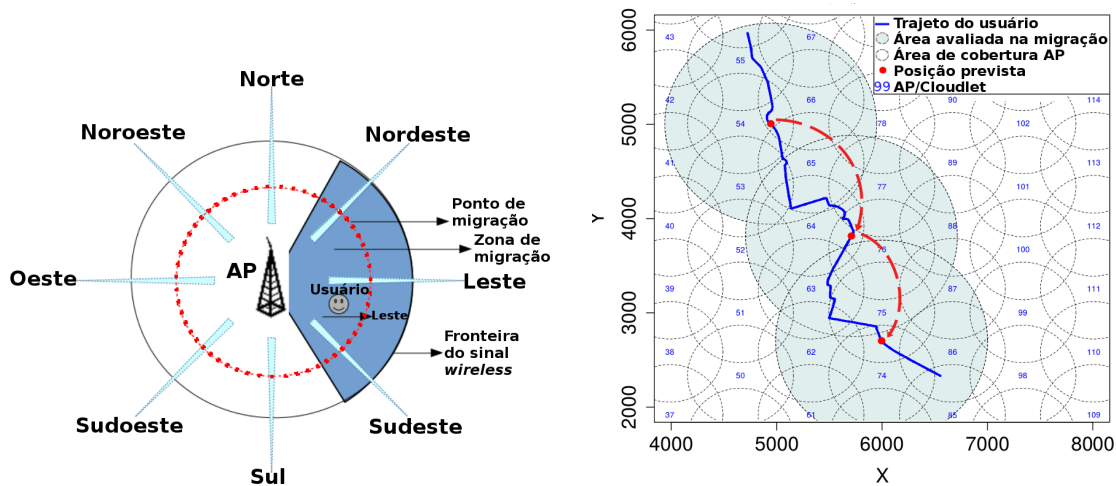 Norte
Noroeste
Nordeste
Ponto de
migração
Zona de
migração
AP
Oeste
Usuário
Leste
Leste
Fronteira
do sinal
wireless
Sudoeste
Sudeste
Sul
Trajeto do usuário
Área avaliada na migração
Área de cobertura AP
Posição prevista
99 AP/Cloudlet
43 67
55
42 66 90 114
54 78 102
41 65 89 113
53 77 101
40 64 88 112
52 76 100
39 63 87 111
51 75 99
38 62 86 110
50 74 98
37 61 85 109
6000
5000
4000
3000
2000
Y
4000 5000 6000 7000 8000
X